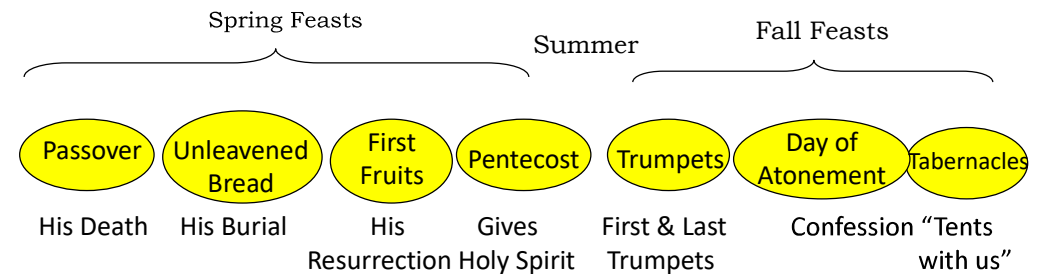 Spring Feasts
Summer
Fall Feasts
Passover
Unleavened
Bread
First
Fruits
Pentecost
Trumpets
Day of
Atonement
Tabernacles
His Death
His Burial
His
Resurrection
Gives
Holy Spirit
First & Last
Trumpets
Confession
“Tents
with us”